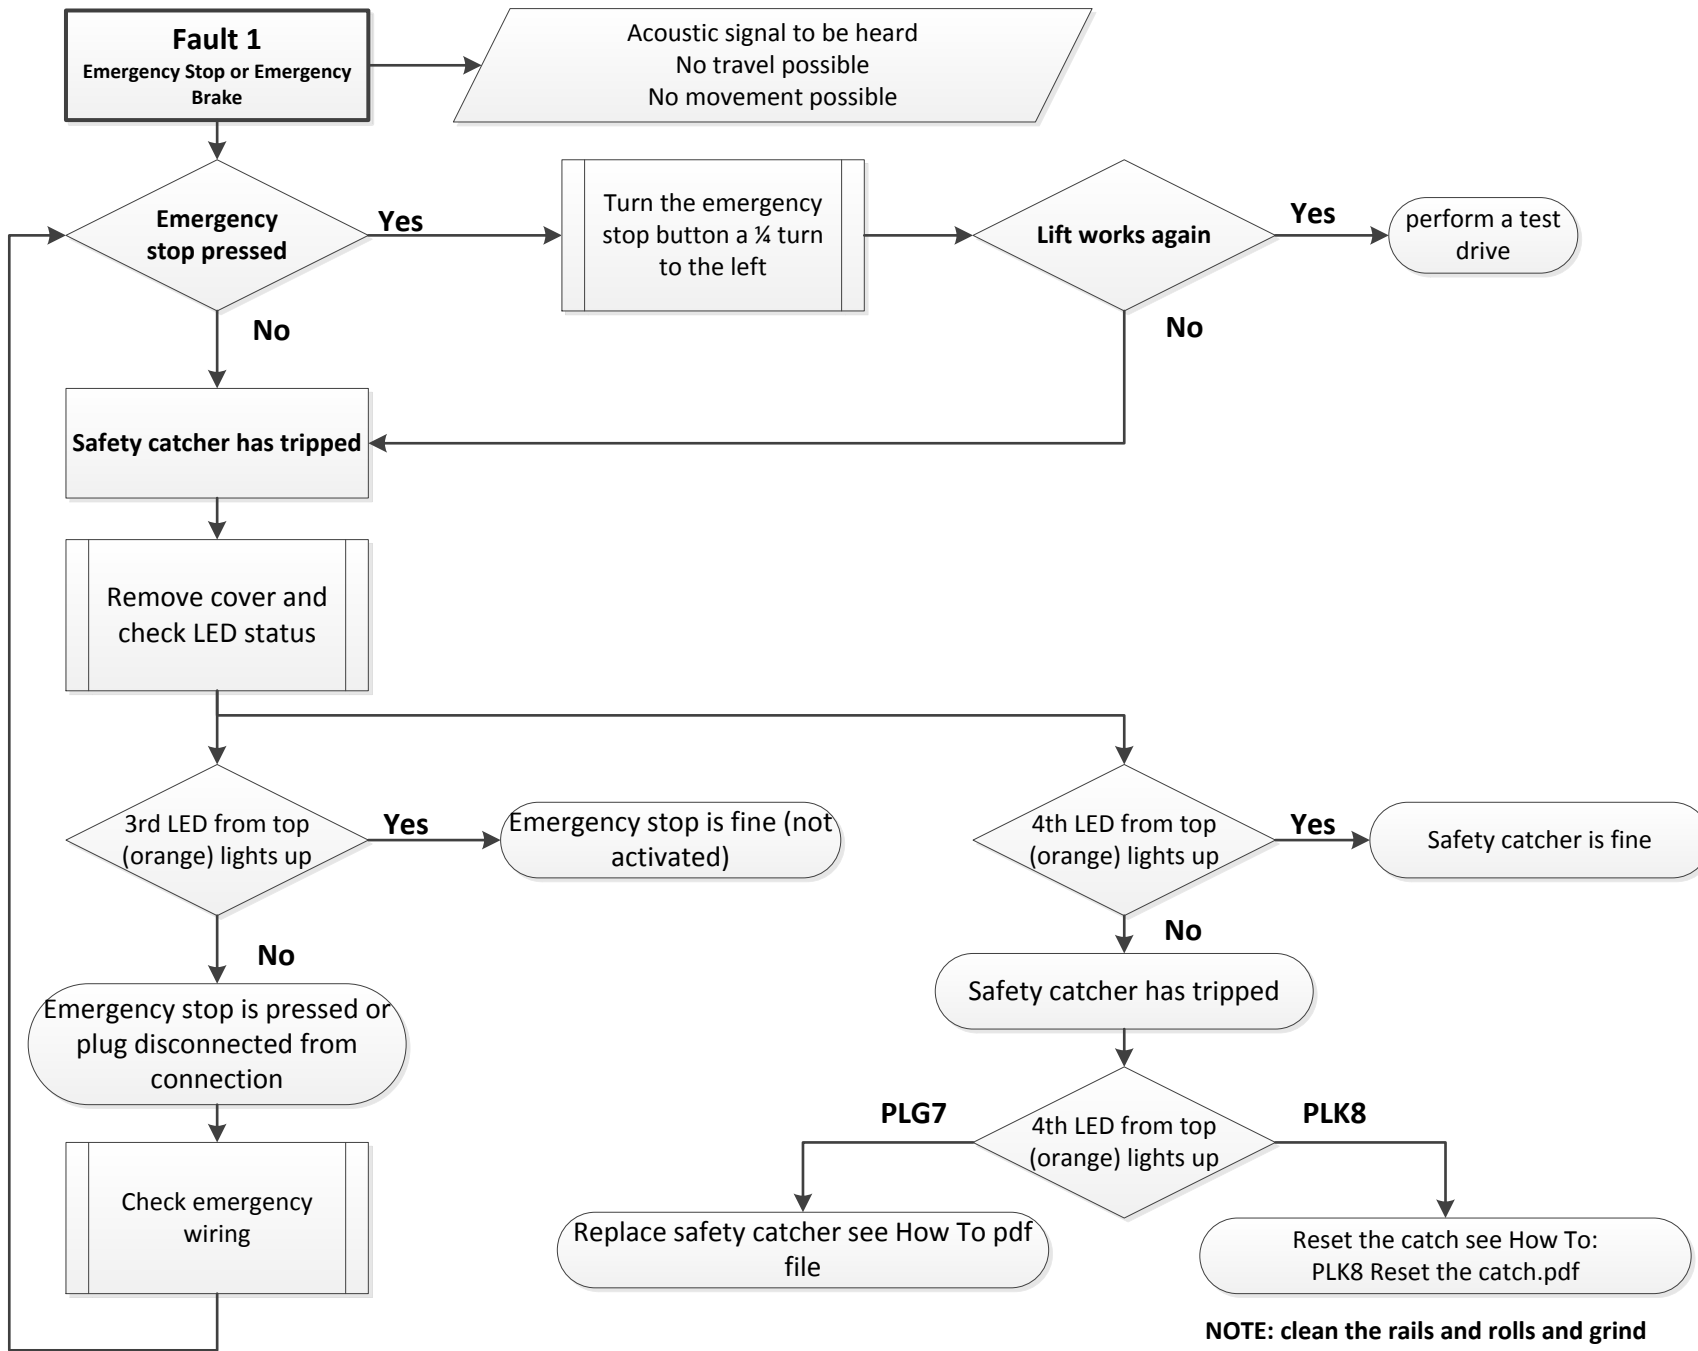 Fault 1
Emergency Stop or Emergency
Brake
Acoustic signal to be heard
No travel possible
No movement possible
Emergency
stop pressed
Yes
Turn the emergency
stop button a ¼ turn
to the left
Lift works again
Yes
perform a test
drive
No
No
Safety catcher has tripped
Remove cover and
check LED status
3rd LED from top
(orange) lights up
Yes
Emergency stop is fine (not
activated)
4th LED from top
(orange) lights up
Yes
Safety catcher is fine
No
Emergency stop is pressed or
plug disconnected from
connection
No
Safety catcher has tripped
Check emergency
wiring
PLG7
4th LED from top
(orange) lights up
PLK8
Replace safety catcher see How To pdf
file
Reset the catch see How To:
PLK8 Reset the catch.pdf
NOTE: clean the rails and rolls and grind